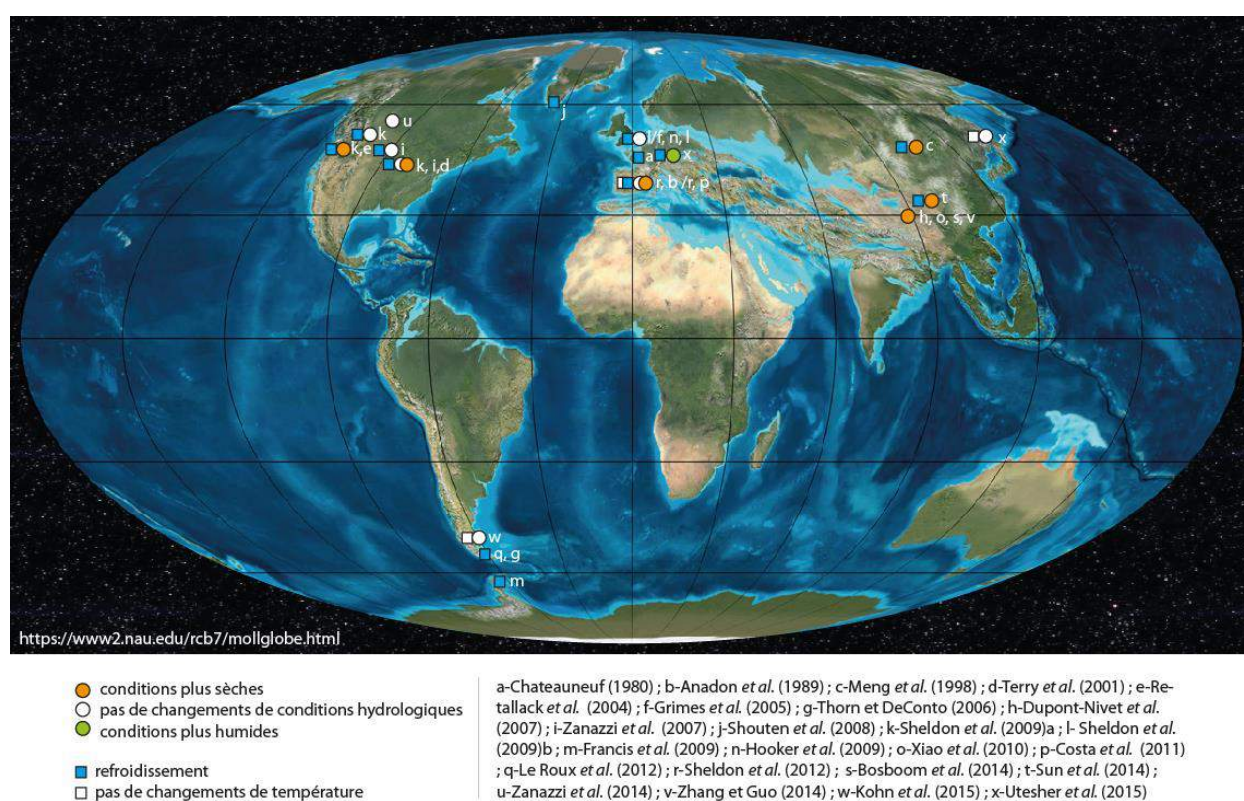 u
j
k
k,e
i
k, i,d
l/f, n, l
a
x
r, b /r, p
c
x
t
h, o, s, v
w
q, g
m
https://www2.nau.edu/rcb7/mollglobe.html
conditions plus sèches
pas de changements de conditions hydrologiques
conditions plus humides
refroidissement
pas de changements de température
a-Chateauneuf (1980) ; b-Anadon et al. (1989) ; c-Meng et al. (1998) ; d-Terry et al. (2001) ; e-Re-
tallack et al. (2004) ; f-Grimes et al. (2005) ; g-Thorn et DeConto (2006) ; h-Dupont-Nivet et al.
(2007) ; i-Zanazzi et al. (2007) ; j-Shouten et al. (2008) ; k-Sheldon et al. (2009)a ; l- Sheldon et al.
(2009)b ; m-Francis et al. (2009) ; n-Hooker et al. (2009) ; o-Xiao et al. (2010) ; p-Costa et al. (2011)
; q-Le Roux et al. (2012) ; r-Sheldon et al. (2012) ; s-Bosboom et al. (2014) ; t-Sun et al. (2014) ;
u-Zanazzi et al. (2014) ; v-Zhang et Guo (2014) ; w-Kohn et al. (2015) ; x-Utesher et al. (2015)